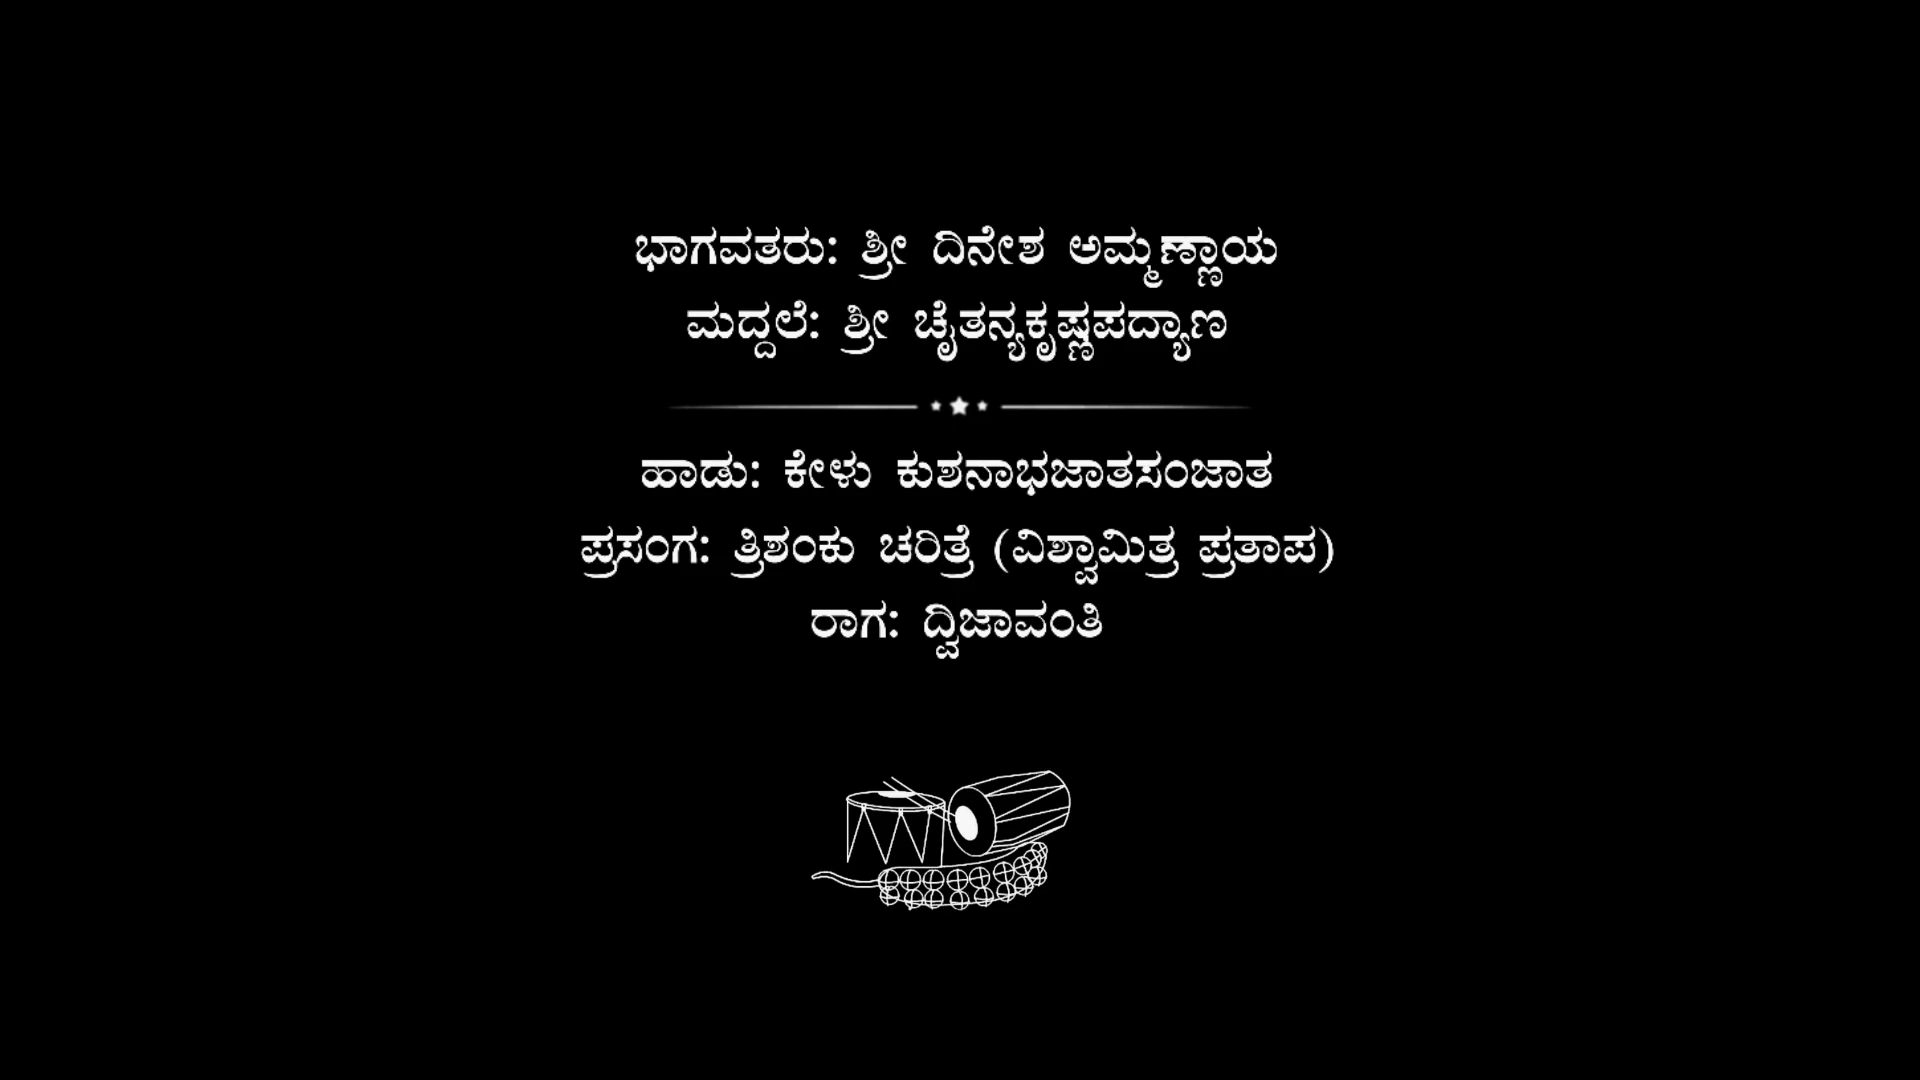 ಭಾಗವತರು: ಶ್ರೀ ದಿನೇಶ ಅಮ್ಮಣ್ಣಾಯ
ಮದ್ದಲೆ: ಶ್ರೀ ಚೈತನ್ಯಕೃಷ್ಣಪದ್ಯಾಣ
ಹಾಡು: ಕೇಳು ಕುಶನಾಭಜಾತಸಂಜಾತ
ಪ್ರಸಂಗ: ತ್ರಿಶಂಕು ಚರಿತ್ರೆ (ವಿಶ್ವಾಮಿತ್ರ ಪ್ರತಾಪ)
ರಾಗ: ದ್ವಿಜಾವಂತಿ